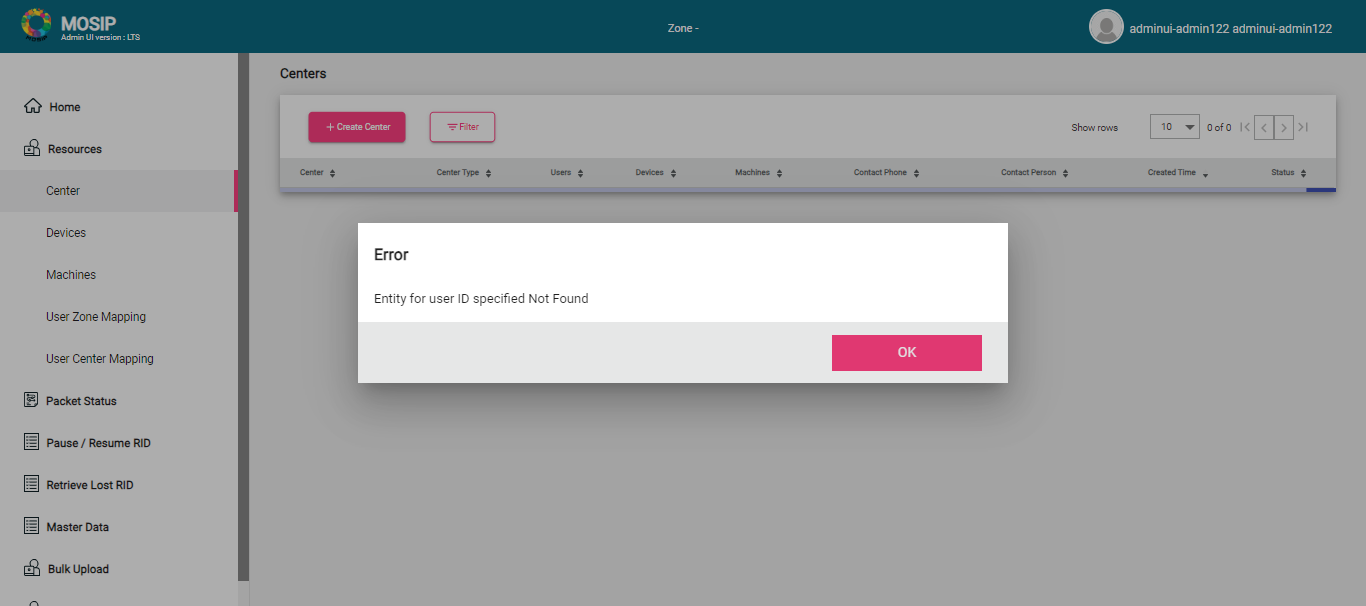 MOSIP
Admin UI version : LTS
Zone -
adminui-admin122 adminui-admin122
Home
Resources
Center
Devices
Machines
User Zone Mapping
User Center Mapping
Packet Status
Pause / Resume RID
Retrieve Lost RID
Master Data
Bulk Upload
Centers
+ Create Center
Filter
Show rows
10
0 of 0
Center Center Type Users Devices Machines Contact Phone Contact Person Created Time Status
Error
Entity for user ID specified Not Found
OK